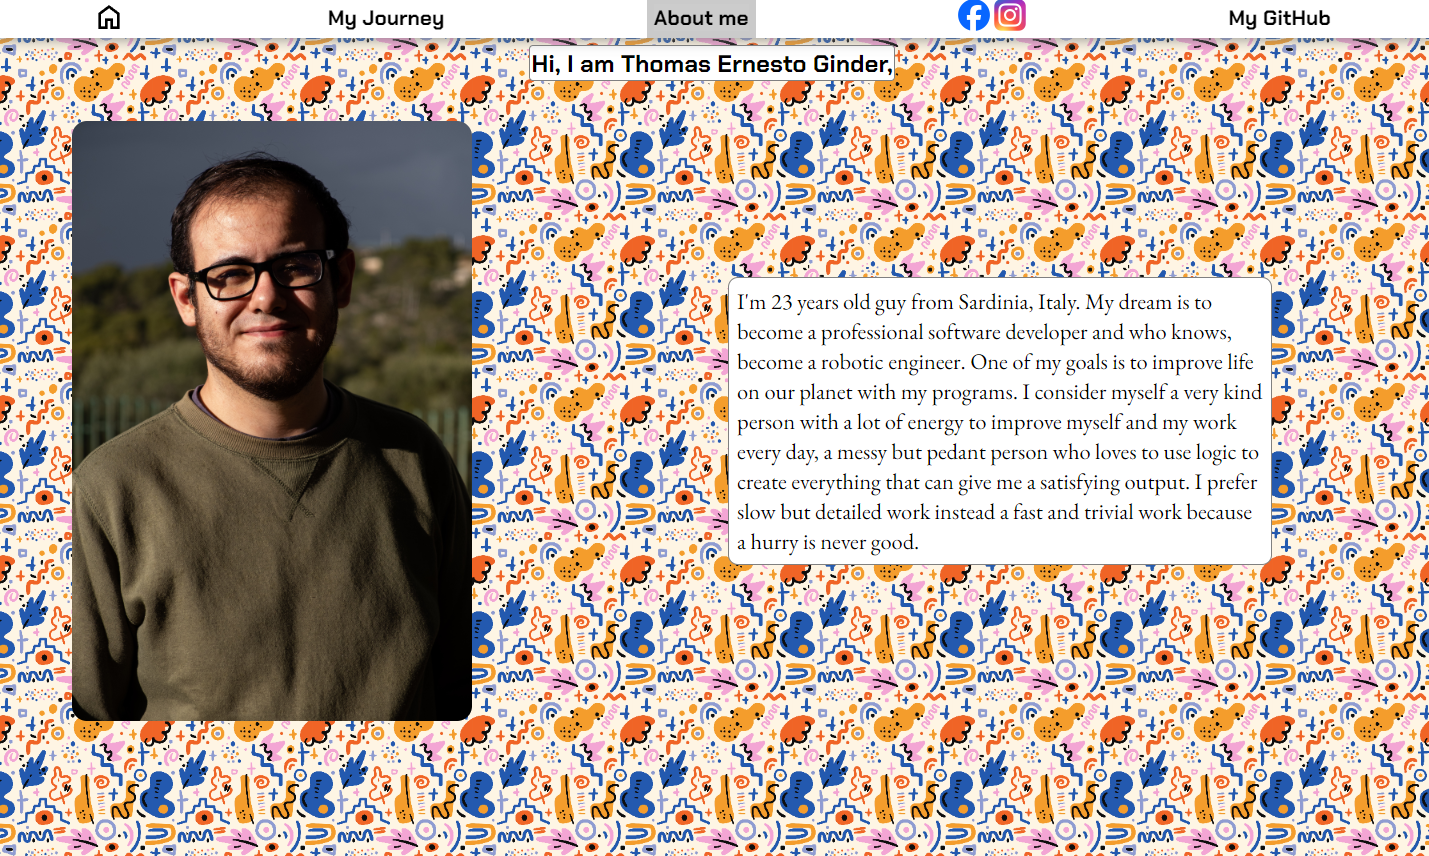 My Journey
About me
My GitHub
Hi, I am Thomas Ernesto Ginder,
I'm 23 years old guy from Sardinia, Italy. My dream is to
become a professional software developer and who knows,
become a robotic engineer. One of my goals is to improve life
on our planet with my programs. I consider myself a very kind
person with a lot of energy to improve myself and my work
every day, a messy but pedant person who loves to use logic to
create everything that can give me a satisfying output. I prefer
slow but detailed work instead a fast and trivial work because
a hurry is never good.